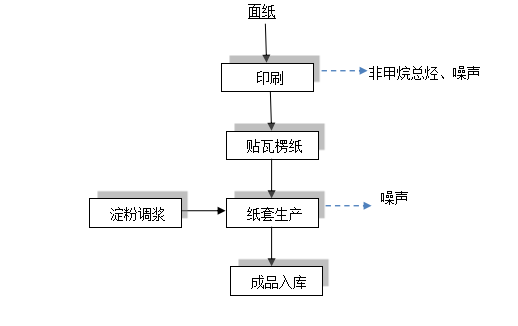 面纸
印刷
非甲烷总烃、噪声
贴瓦楞纸
淀粉调浆
纸套生产
噪声
成品入库